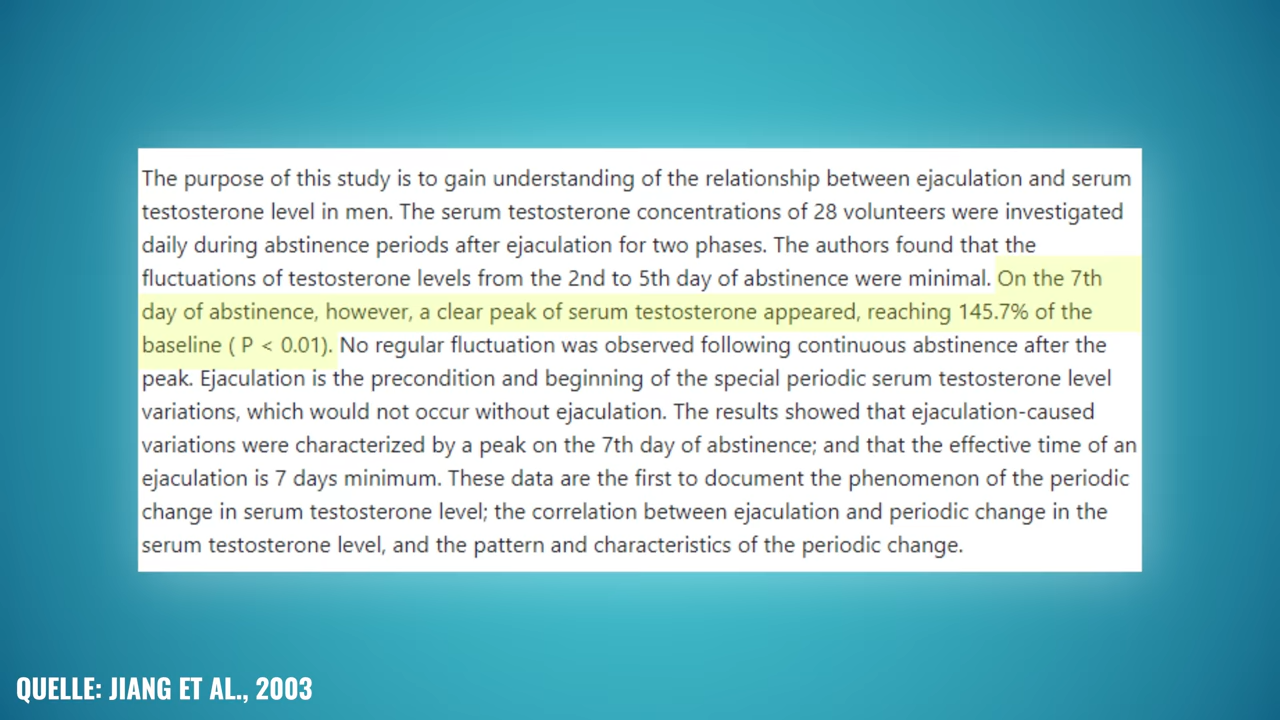 The purpose of this study is to gain understanding of the relationship between ejaculation and serum
testosterone level in men. The serum testosterone concentrations of 28 volunteers were investigated
daily during abstinence periods after ejaculation for two phases. The authors found that the
fluctuations of testosterone levels from the 2nd to 5th day of abstinence were minimal. On the 7th
day of abstinence, however, a clear peak of serum testosterone appeared, reaching 145.7% of the
baseline ( P < 0.01). No regular fluctuation was observed following continuous abstinence after the
peak. Ejaculation is the precondition and beginning of the special periodic serum testosterone level
variations, which would not occur without ejaculation. The results showed that ejaculation-caused
variations were characterized by a peak on the 7th day of abstinence; and that the effective time of an
ejaculation is 7 days minimum. These data are the first to document the phenomenon of the periodic
change in serum testosterone level; the correlation between ejaculation and periodic change in the
serum testosterone level, and the pattern and characteristics of the periodic change.
QUELLE: JIANG ET AL., 2003